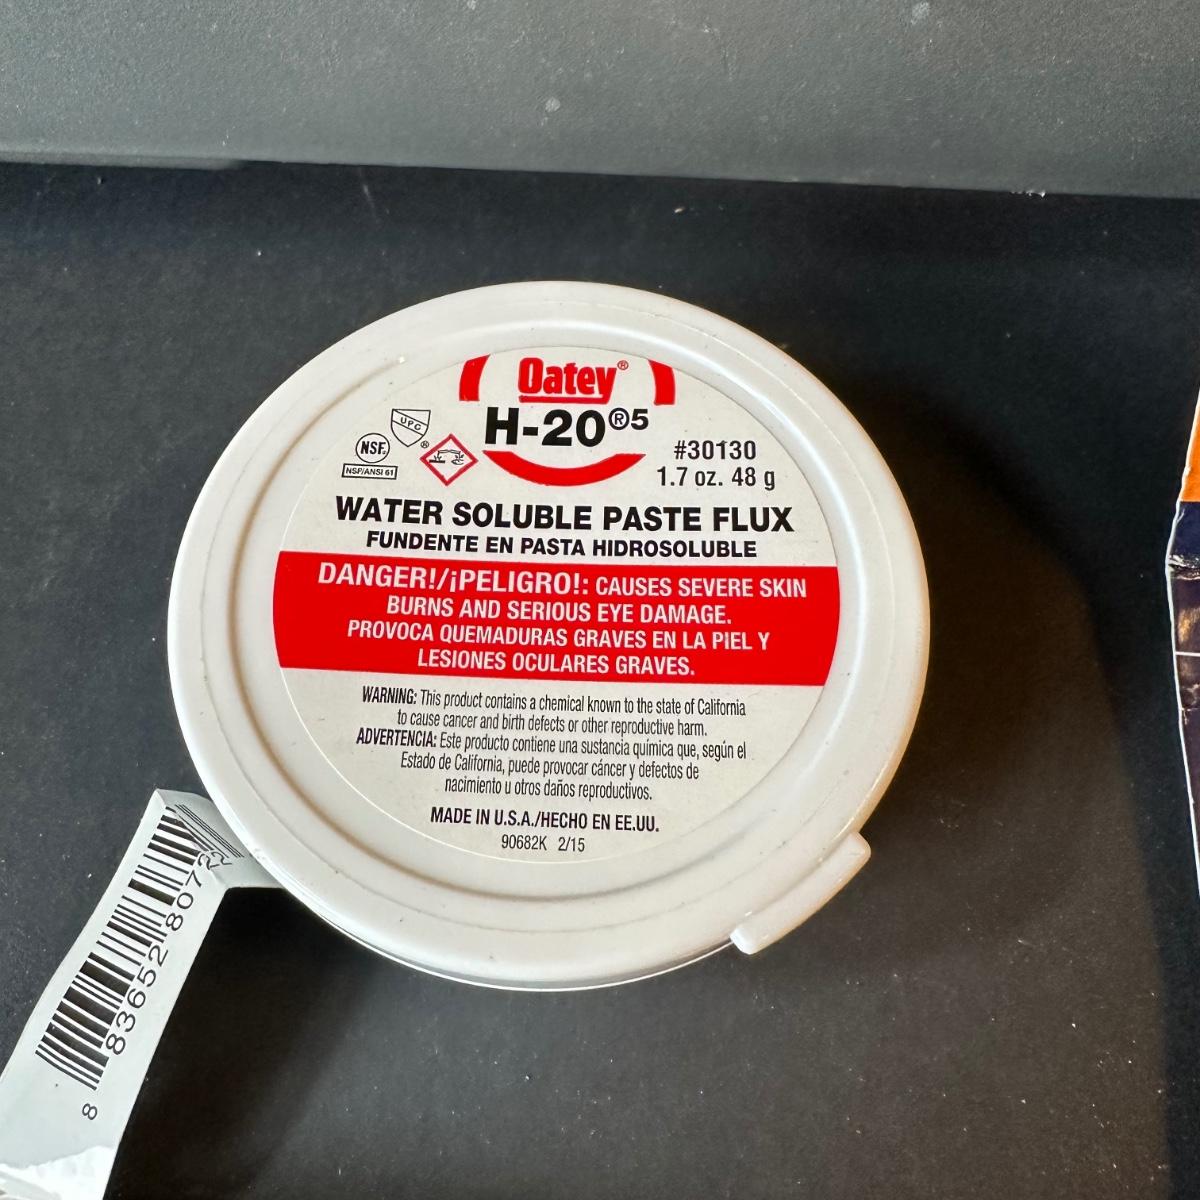 Oatey®
H-20®5
UPC®
NSF®
NSF/ANSI 61
#30130
1.7 oz. 48 g
WATER SOLUBLE PASTE FLUX
FUNDENTE EN PASTA HIDROSOLUBLE
DANGER!/¡PELIGRO!: CAUSES SEVERE SKIN
BURNS AND SERIOUS EYE DAMAGE.
PROVOCA QUEMADURAS GRAVES EN LA PIEL Y
LESIONES OCULARES GRAVES.
WARNING: This product contains a chemical known to the state of California
to cause cancer and birth defects or other reproductive harm.
ADVERTENCIA: Este producto contiene una sustancia química que, según el
Estado de California, puede provocar cáncer y defectos de
nacimiento u otros daños reproductivos.
MADE IN U.S.A./HECHO EN EE.UU.
90682K 2/15
8 83652 807